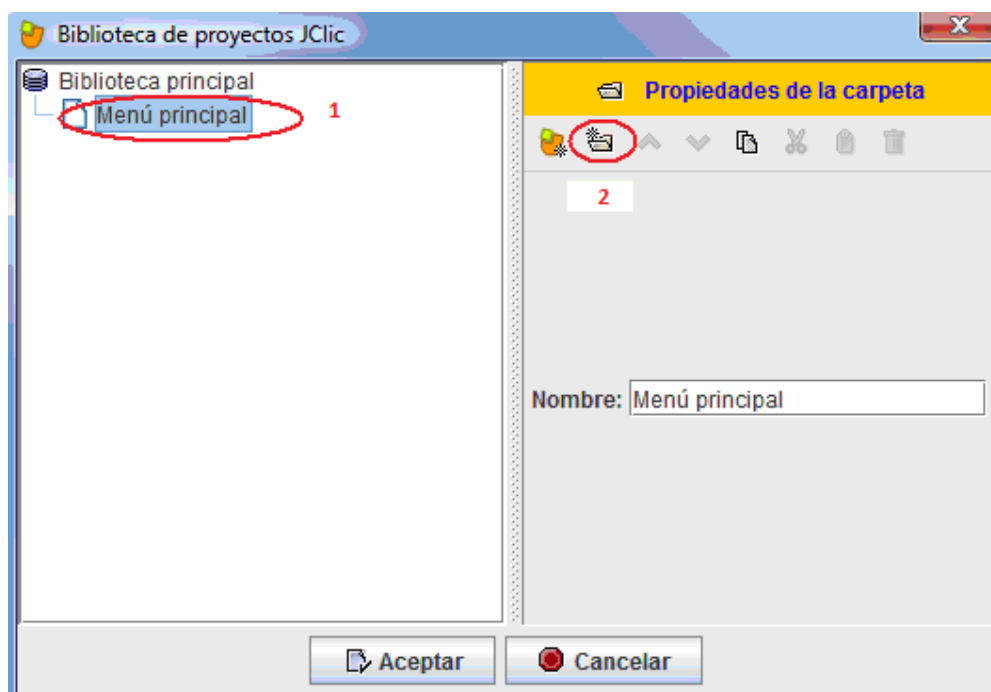 Biblioteca de proyectos JClic
Biblioteca principal
Menú principal
1
Propiedades de la carpeta
2
Nombre: Menú principal
Aceptar
Cancelar